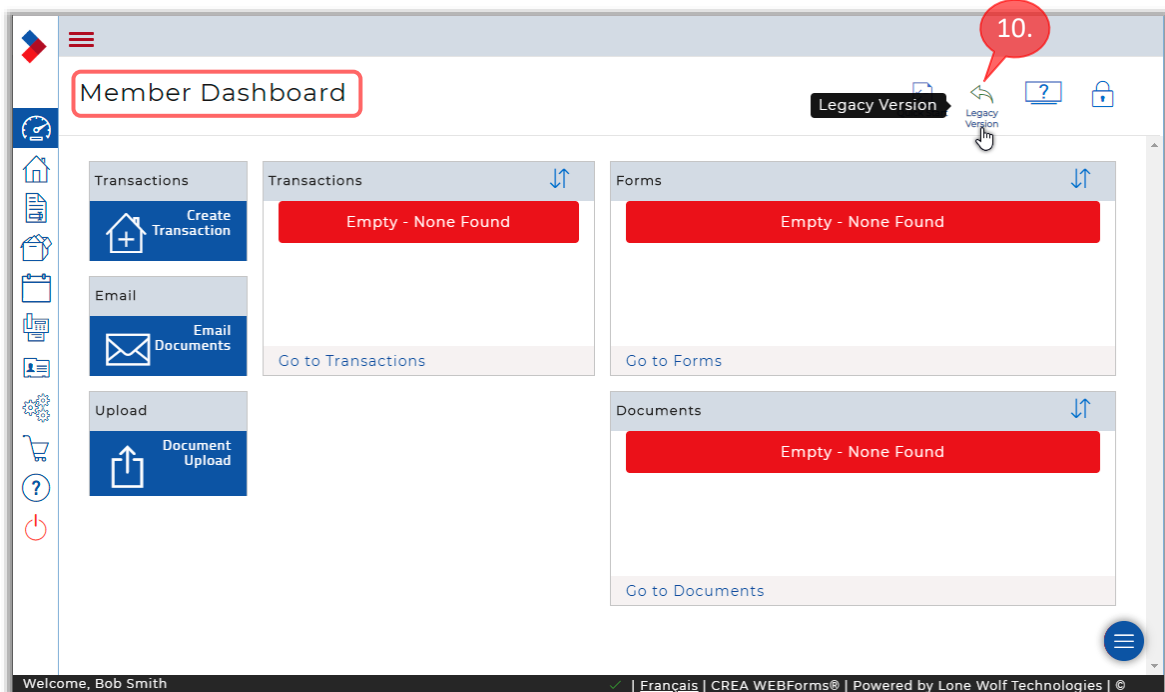 10.
Member Dashboard
Legacy Version
Legacy
Version
?
Transactions
Create
Transaction
Transactions
Empty - None Found
Go to Transactions
Forms
Empty - None Found
Go to Forms
Email
Email
Documents
Upload
Document
Upload
Documents
Empty - None Found
Go to Documents
?
Welcome, Bob Smith
| Français | CREA WEBForms® | Powered by Lone Wolf Technologies | ©